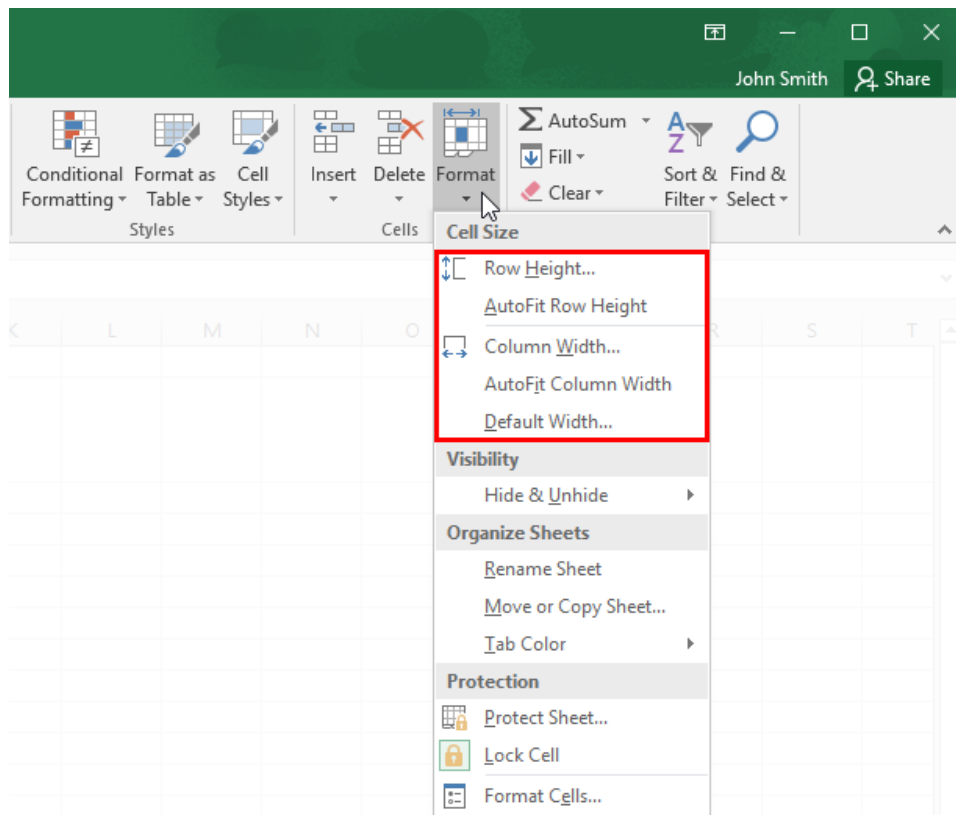 John Smith Share
Conditional Formatting
Format as Table
Cell Styles
Styles
Insert
Delete
Format
Cells
AutoSum
Fill
Clear
Sort & Filter
Find & Select
Cell Size
Row Height...
AutoFit Row Height
Column Width...
AutoFit Column Width
Default Width...
Visibility
Hide & Unhide
Organize Sheets
Rename Sheet
Move or Copy Sheet...
Tab Color
Protection
Protect Sheet...
Lock Cell
Format Cells...
K L M N O R S T